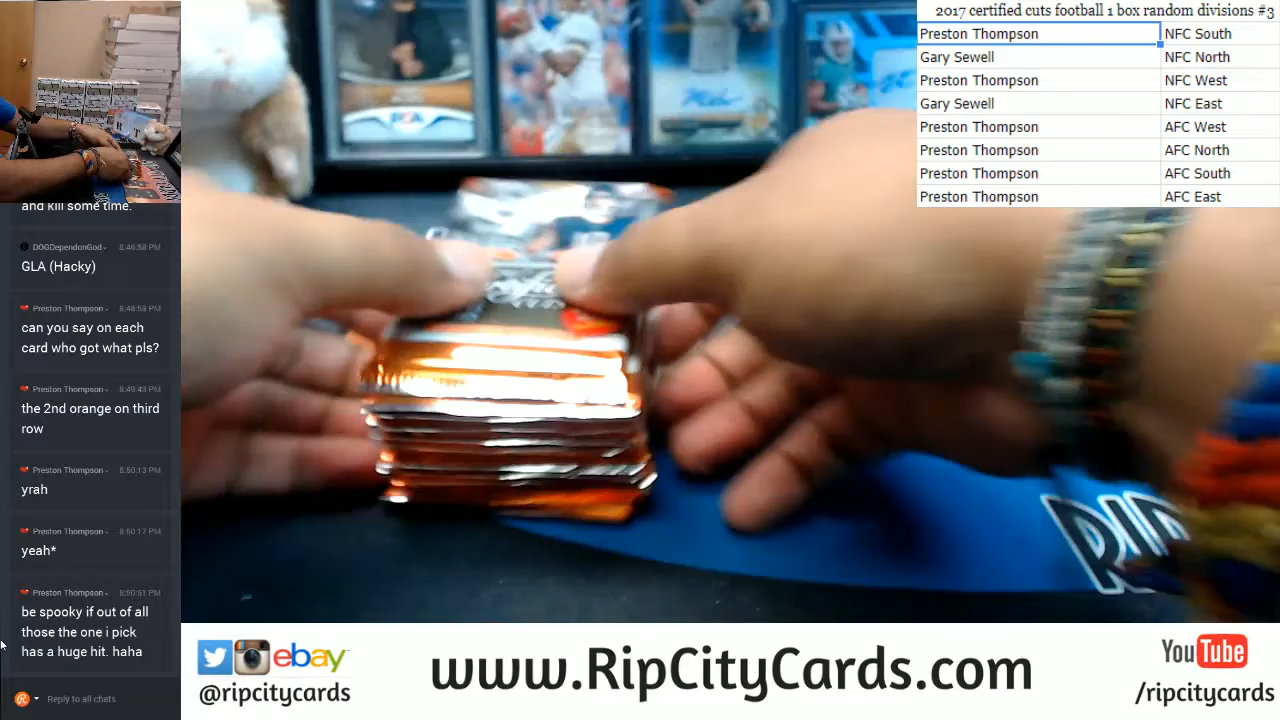 2017 certified cuts football 1 box random divisions #3
Preston Thompson NFC South
Gary Sewell NFC North
Preston Thompson NFC West
Gary Sewell NFC East
Preston Thompson AFC West
Preston Thompson AFC North
Preston Thompson AFC South
Preston Thompson AFC East
and kill some time.
DOGDependonGod 8:46:58 PM
GLA (Hacky)
Preston Thompson 8:48:53 PM
can you say on each
card who got what pls?
Preston Thompson 8:49:43 PM
the 2nd orange on third
row
Preston Thompson 8:50:13 PM
yrah
Preston Thompson 8:50:17 PM
yeah*
Preston Thompson 8:50:51 PM
be spooky if out of all
those the one i pick
has a huge hit. haha
Reply to all chats
RIP
ebay
@ripcitycards
www.RipCityCards.com
YouTube
/ripcitycards